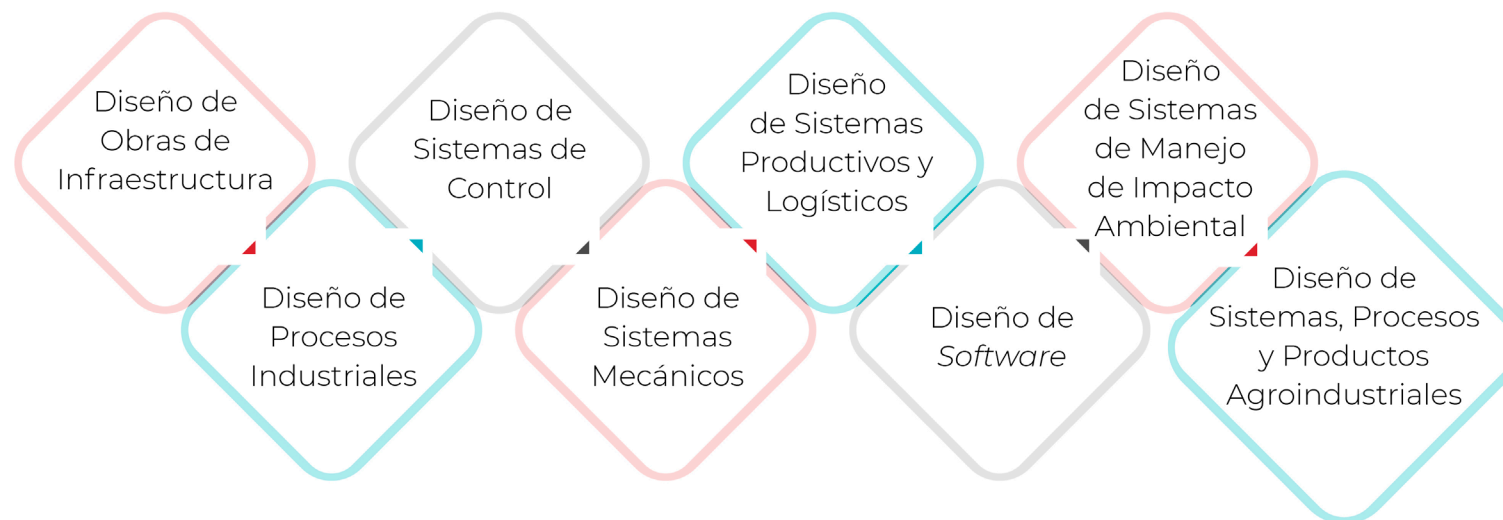 Diseño de
Obras de
Infraestructura
Diseño de
Procesos
Industriales
Diseño de
Sistemas de
Control
Diseño de
Sistemas
Mecánicos
Diseño
de Sistemas
Productivos y
Logísticos
Diseño de
Software
Diseño
de Sistemas
de Manejo
de Impacto
Ambiental
Diseño de
Sistemas, Procesos
y Productos
Agroindustriales